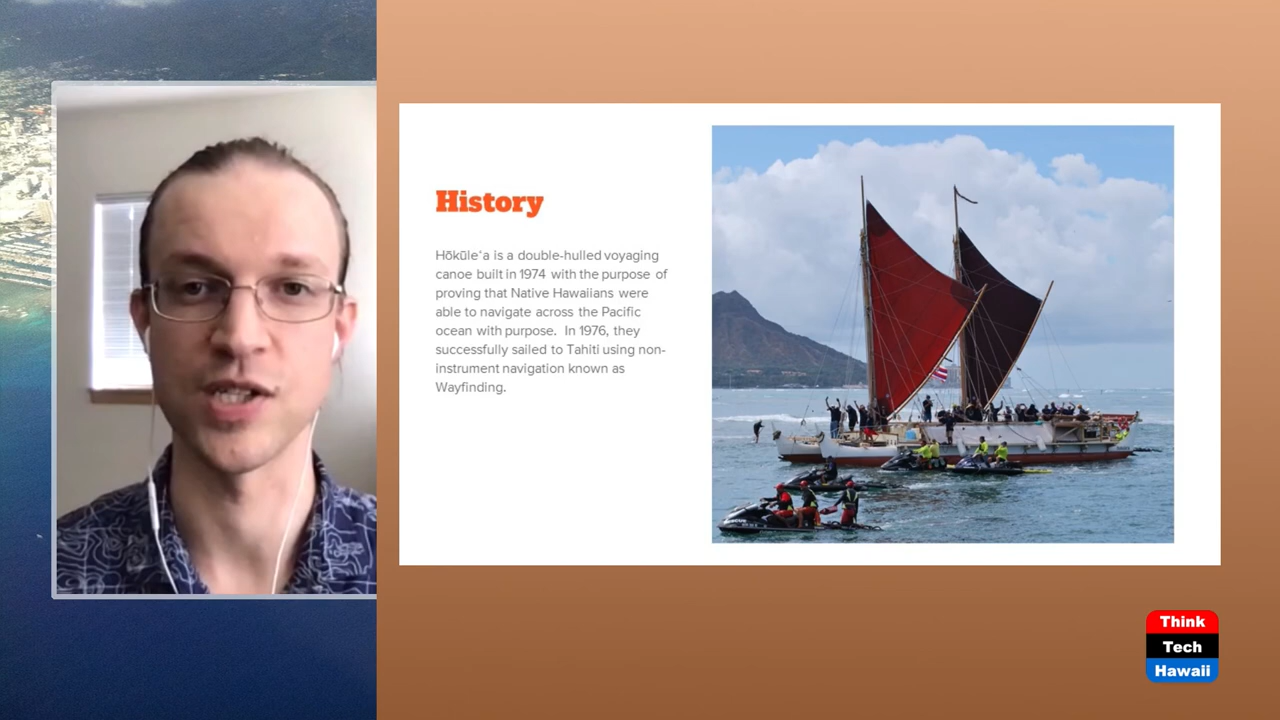 History
Hōkūleʻa is a double-hulled voyaging
canoe built in 1974 with the purpose of
proving that Native Hawaiians were
able to navigate across the Pacific
ocean with purpose.  In 1976, they
successfully sailed to Tahiti using non-
instrument navigation known as
Wayfinding.
Think
Tech
Hawaii